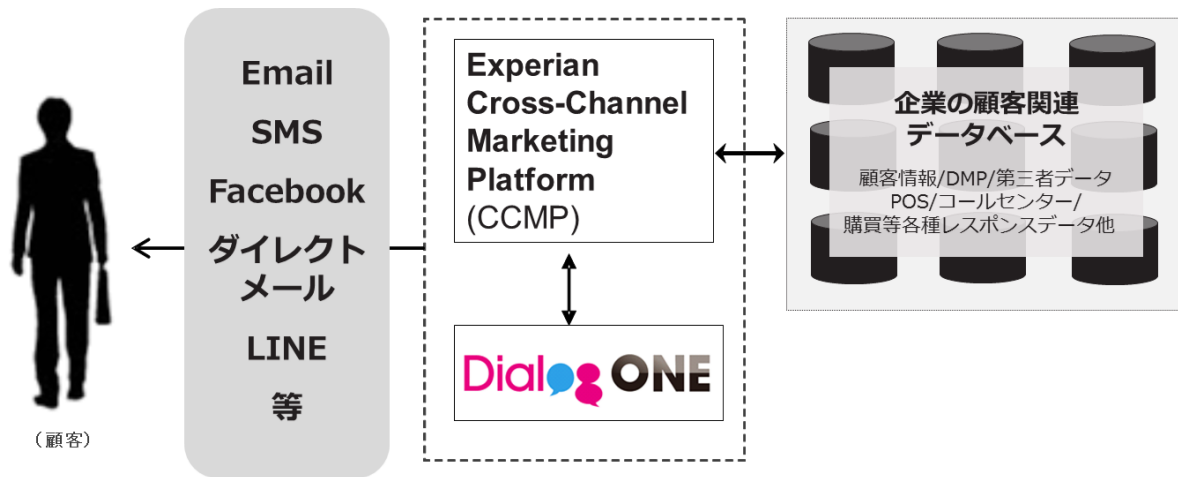 Email
SMS
Facebook
ダイレクト
メール
LINE
等
(顧客)
Experian
Cross-Channel
Marketing
Platform
(CCMP)
Dialog ONE
企業の顧客関連
データベース
顧客情報/DMP/第三者データ
POS/コールセンター/
購買等各種レスポンスデータ他